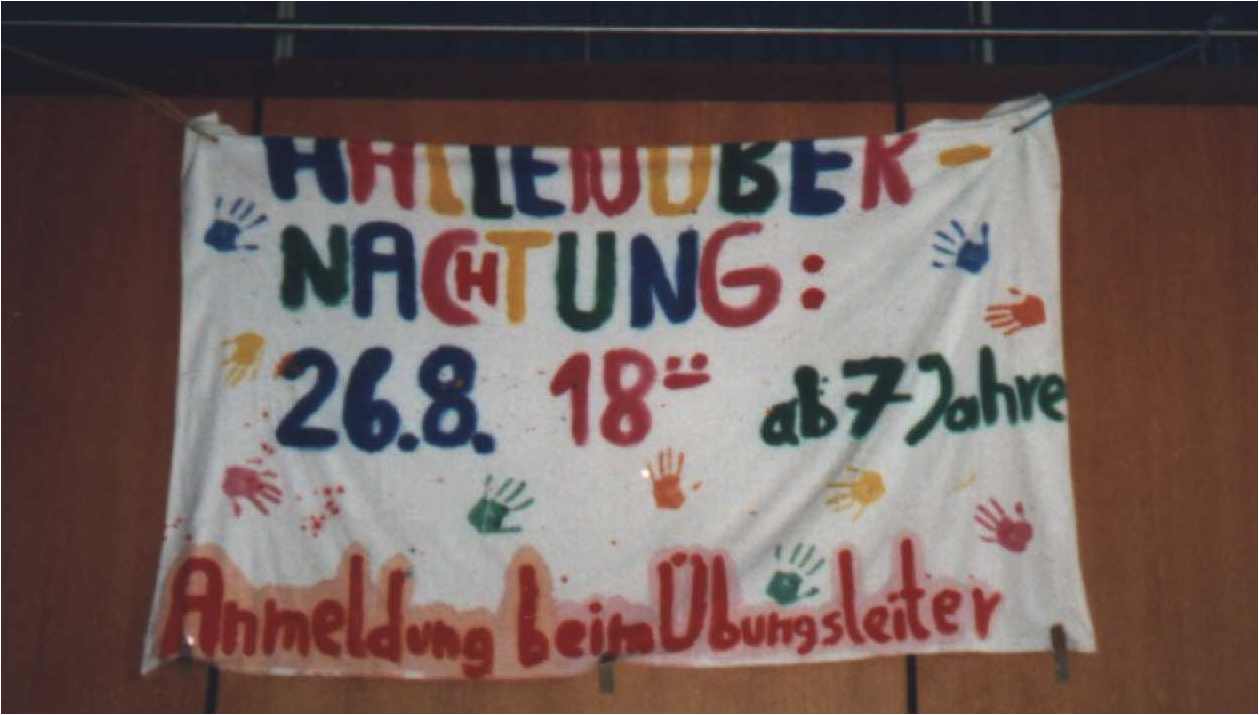 HALLENÜBER-
NACHTUNG:
26.8. 18⁰⁰ ab 7 Jahre
Anmeldung beim Übungsleiter